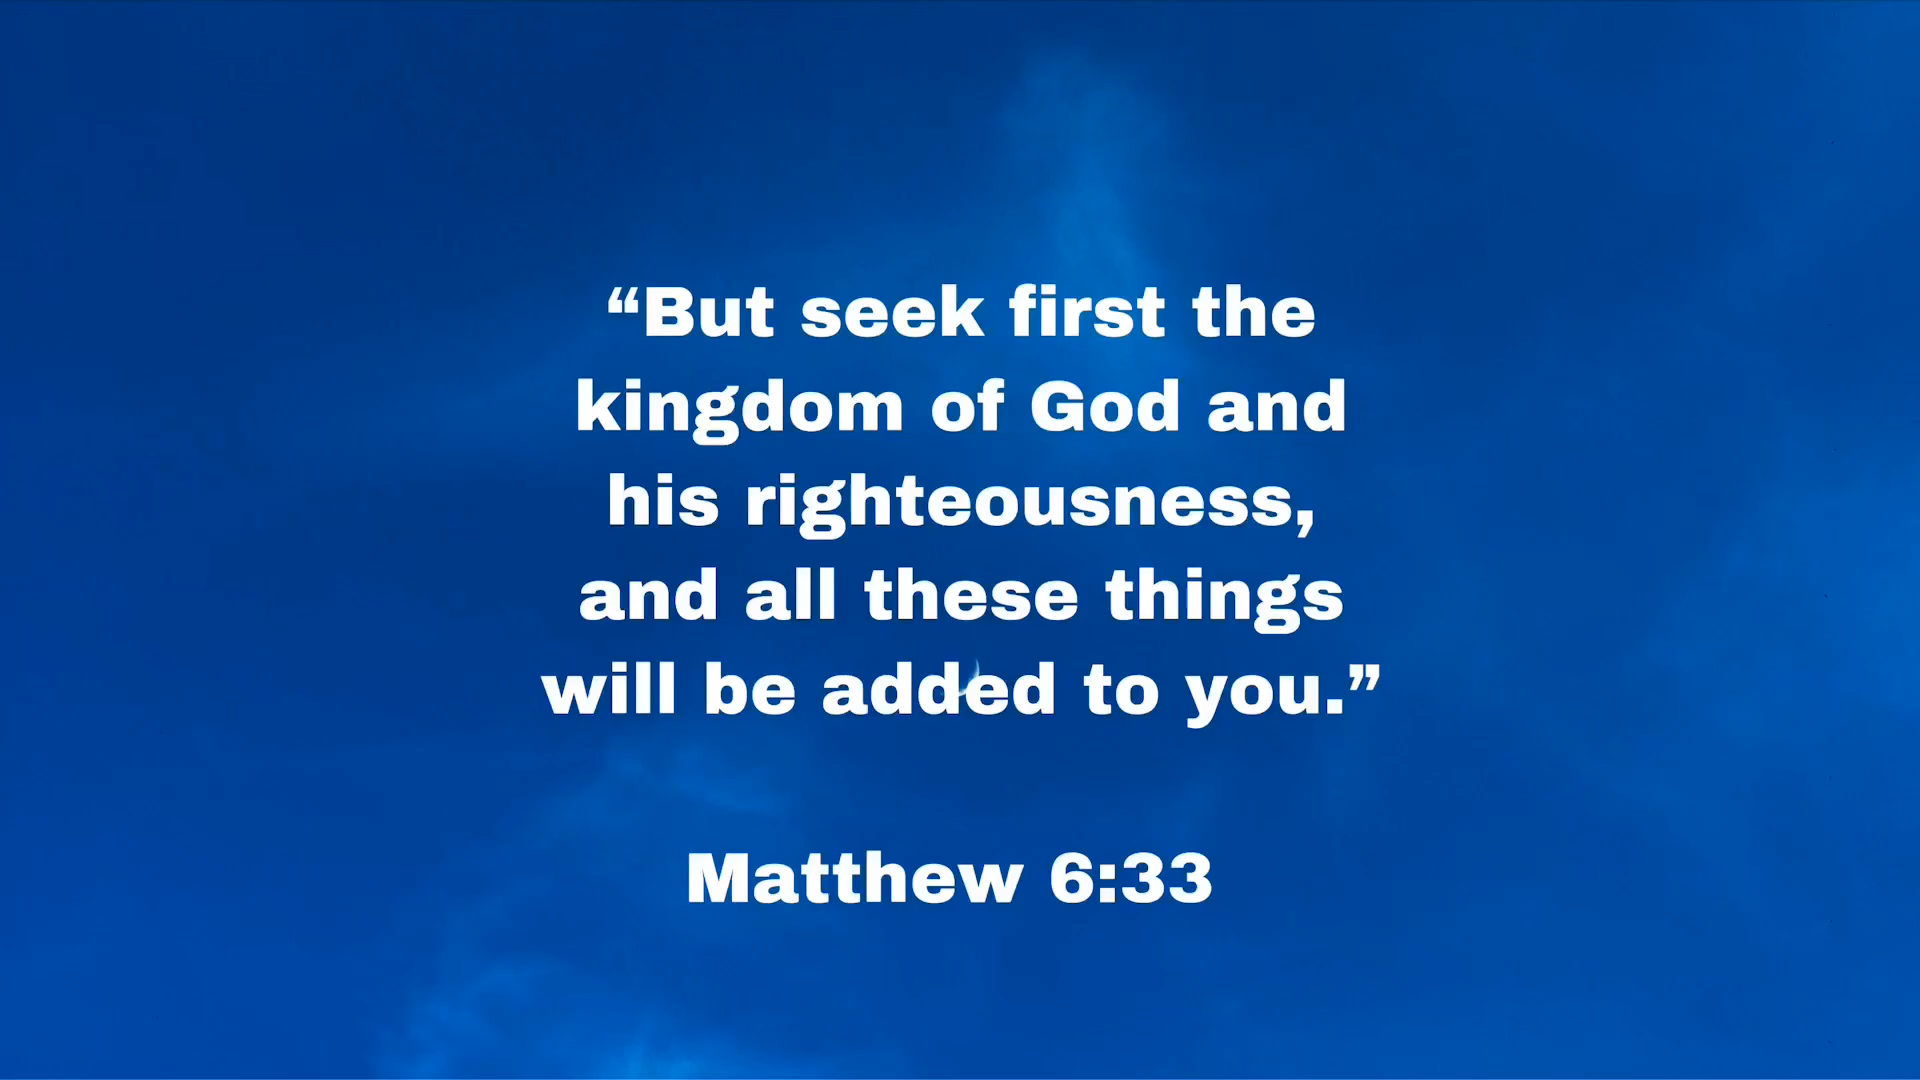 “But seek first the
kingdom of God and
his righteousness,
and all these things
will be added to you.”
Matthew 6:33